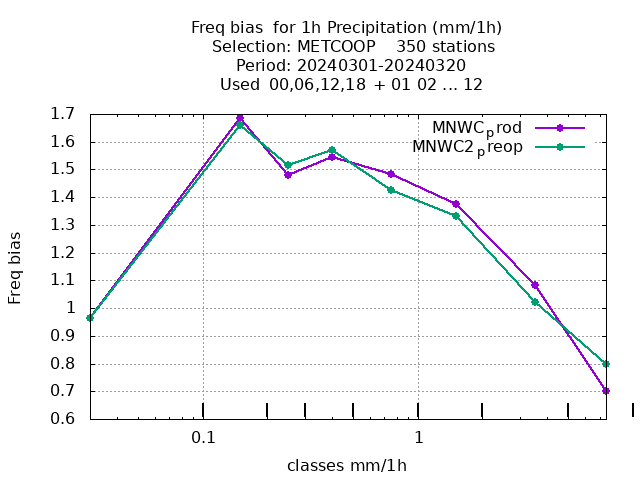 Freq bias  for 1h Precipitation (mm/1h)
Selection: METCOOP    350 stations
Period: 20240301-20240320
Used  00,06,12,18  + 01 02 ... 12
MNWC_prod
MNWC2_preop
1.7
1.6
1.5
1.4
1.3
1.2
1.1
1
0.9
0.8
0.7
0.6
Freq bias
0.1
1
classes mm/1h